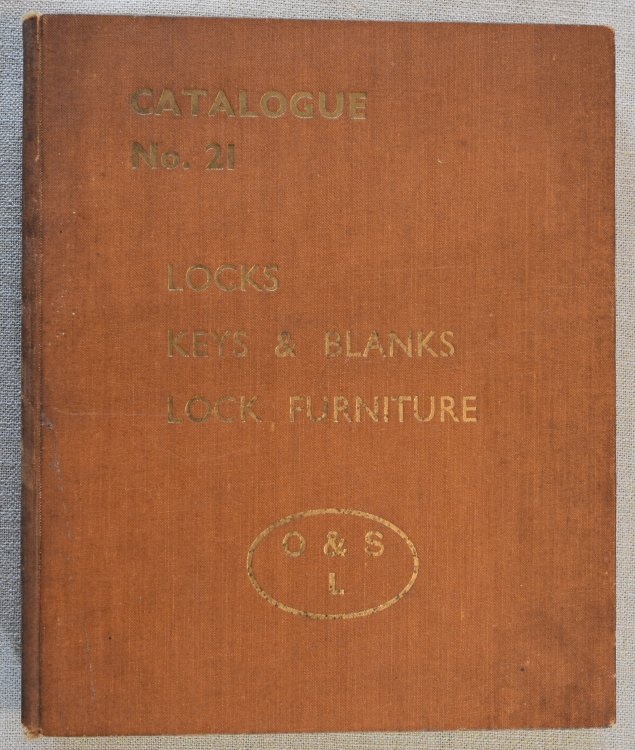 CATALOGUE
No. 21
LOCKS
KEYS & BLANKS
LOCK FURNITURE
O & S
L